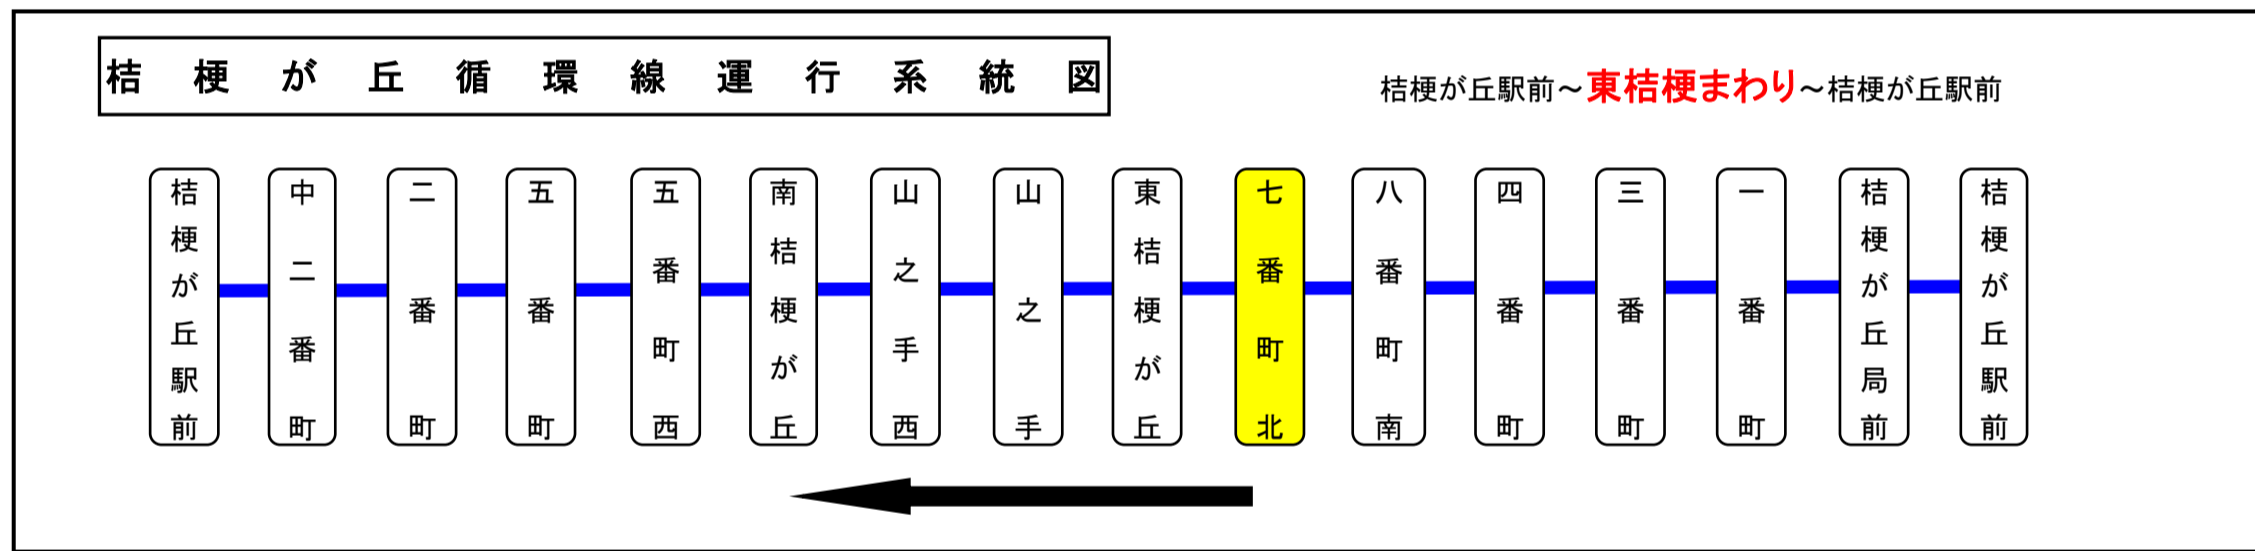 桔梗が丘循環線運行系統図
桔梗が丘駅前～東桔梗まわり～桔梗が丘駅前
桔梗が丘駅前
中二番町
二番町
五番町
五番町西
南桔梗が丘
山之手西
山之手
東桔梗が丘
七番町北
八番町南
四番町
三番町
一番町
桔梗が丘局前
桔梗が丘駅前